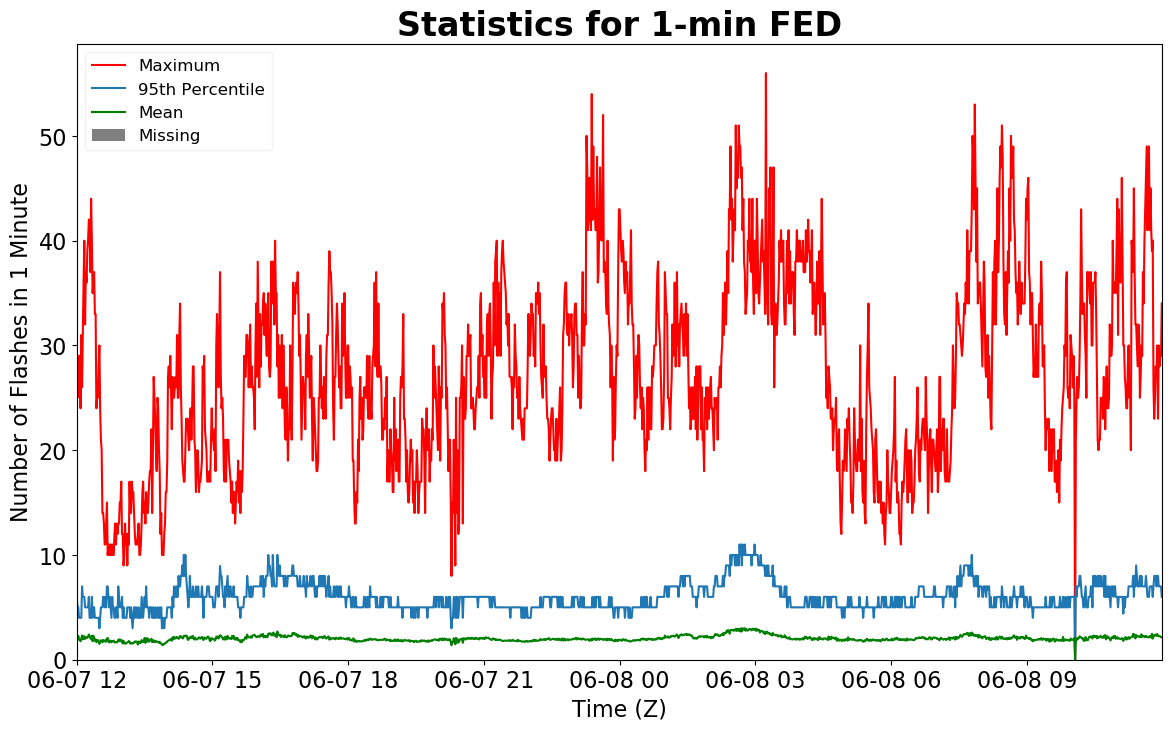 Statistics for 1-min FED
Maximum
95th Percentile
Mean
Missing
Number of Flashes in 1 Minute
50
40
30
20
10
0
06-07 12 06-07 15 06-07 18 06-07 21 06-08 00 06-08 03 06-08 06 06-08 09
Time (Z)